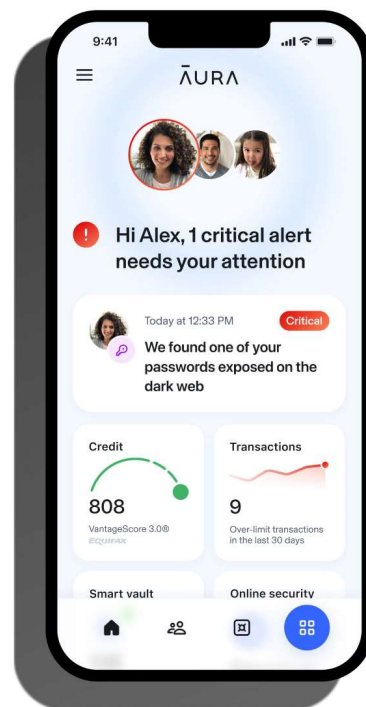 9:41
ĀURA
Hi Alex, 1 critical alert
needs your attention
Today at 12:33 PM
Critical
We found one of your
passwords exposed on the
dark web
Credit
808
VantageScore 3.0®
EQUIFAX
Transactions
9
Over-limit transactions
in the last 30 days
Smart vault
Online security